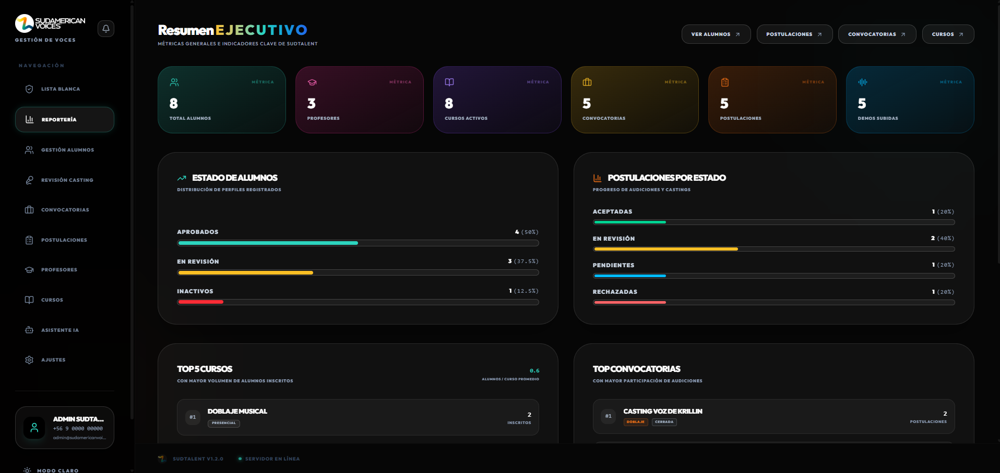 SUDAMERICAN
VOICES
GESTIÓN DE VOCES
NAVEGACIÓN
LISTA BLANCA
REPORTERÍA
GESTIÓN ALUMNOS
REVISIÓN CASTING
CONVOCATORIAS
POSTULACIONES
PROFESORES
CURSOS
ASISTENTE IA
AJUSTES
ADMIN SUDTA...
+56 9 0000 00000
admin@sudamericanvoi...
MODO CLARO
Resumen EJECUTIVO
MÉTRICAS GENERALES E INDICADORES CLAVE DE SUDTALENT
VER ALUMNOS
POSTULACIONES
CONVOCATORIAS
CURSOS
MÉTRICA
8
TOTAL ALUMNOS
MÉTRICA
3
PROFESORES
MÉTRICA
8
CURSOS ACTIVOS
MÉTRICA
5
CONVOCATORIAS
MÉTRICA
5
POSTULACIONES
MÉTRICA
5
DEMOS SUBIDAS
ESTADO DE ALUMNOS
DISTRIBUCIÓN DE PERFILES REGISTRADOS
APROBADOS 4 (50%)
EN REVISIÓN 3 (37.5%)
INACTIVOS 1 (12.5%)
POSTULACIONES POR ESTADO
PROGRESO DE AUDICIONES Y CASTINGS
ACEPTADAS 1 (20%)
EN REVISIÓN 2 (40%)
PENDIENTES 1 (20%)
RECHAZADAS 1 (20%)
TOP 5 CURSOS
CON MAYOR VOLUMEN DE ALUMNOS INSCRITOS
0.6
ALUMNOS / CURSO PROMEDIO
#1
DOBLAJE MUSICAL
PRESENCIAL
2
INSCRITOS
TOP CONVOCATORIAS
CON MAYOR PARTICIPACIÓN DE AUDICIONES
#1
CASTING VOZ DE KRILLIN
DOBLAJE CERRADA
2
POSTULACIONES
SUDTALENT V1.2.0
SERVIDOR EN LÍNEA